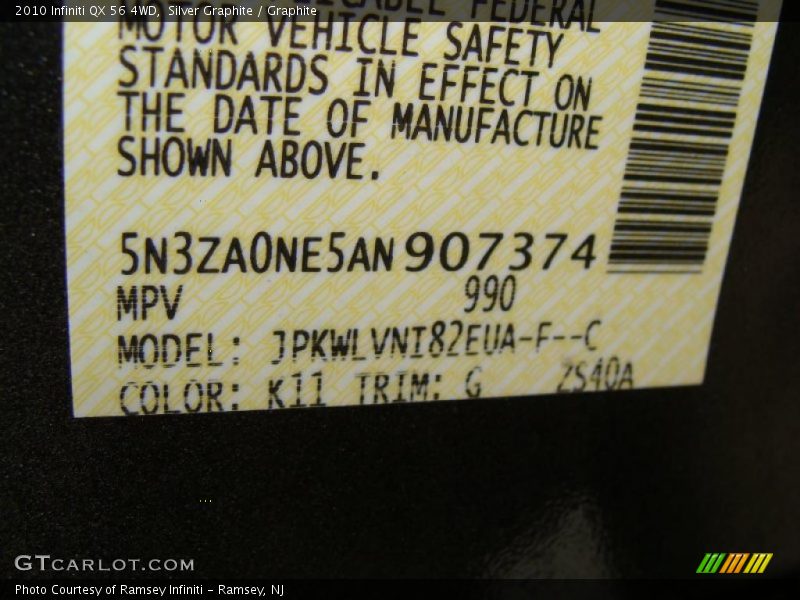 2010 Infiniti QX 56 4WD, Silver Graphite / Graphite
FEDERAL
MOTOR VEHICLE SAFETY
STANDARDS IN EFFECT ON
THE DATE OF MANUFACTURE
SHOWN ABOVE.
5N3ZA0NE5AN907374
MPV 990
MODEL: JPKWLVNI82EUA-F--C
COLOR: K11 TRIM: G ZS40A
GTCARLOT.COM
Photo Courtesy of Ramsey Infiniti - Ramsey, NJ